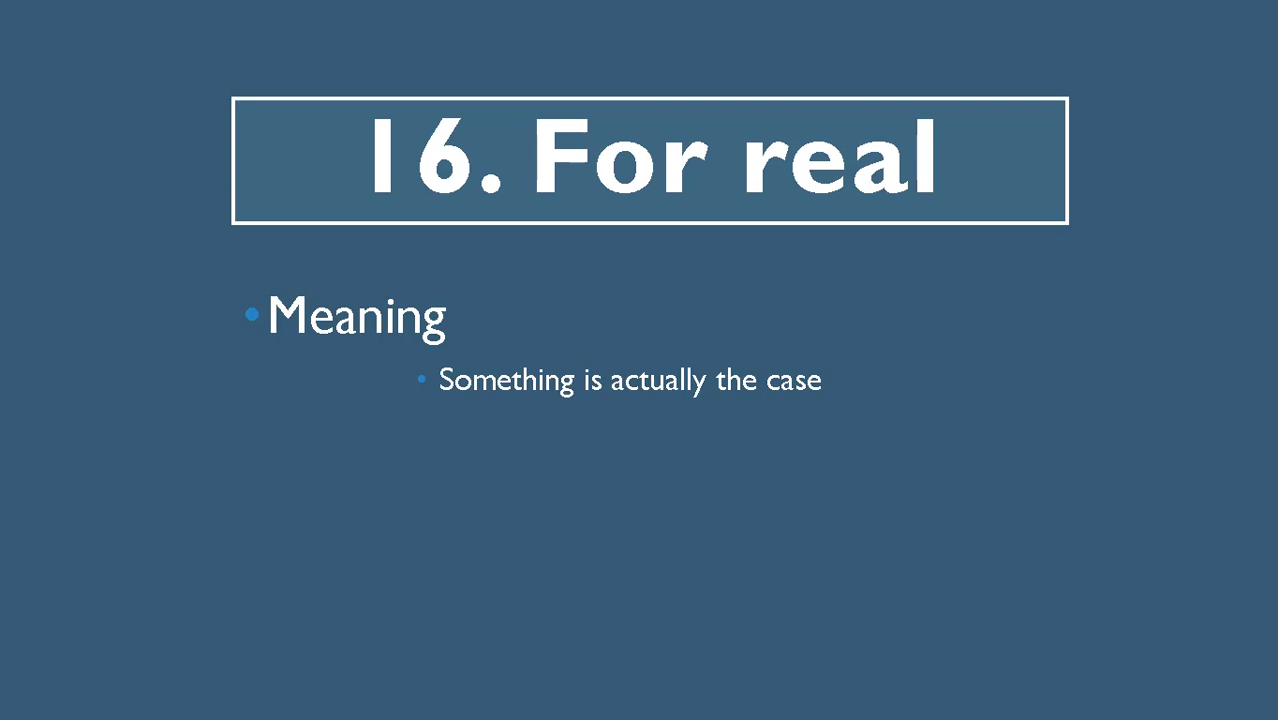 16. For real
• Meaning
• Something is actually the case